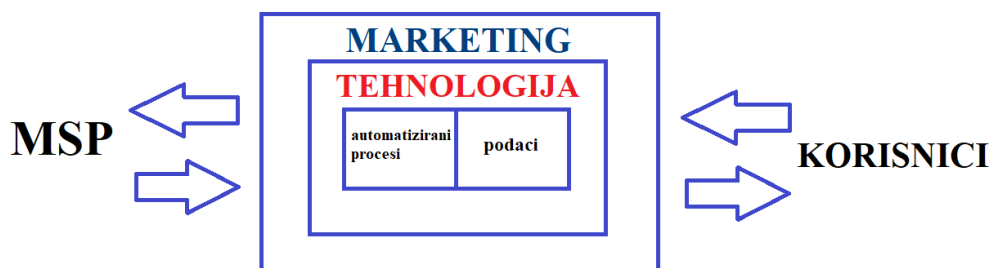 MARKETING
TEHNOLOGIJA
MSP
automatizirani
procesi
podaci
KORISNICI